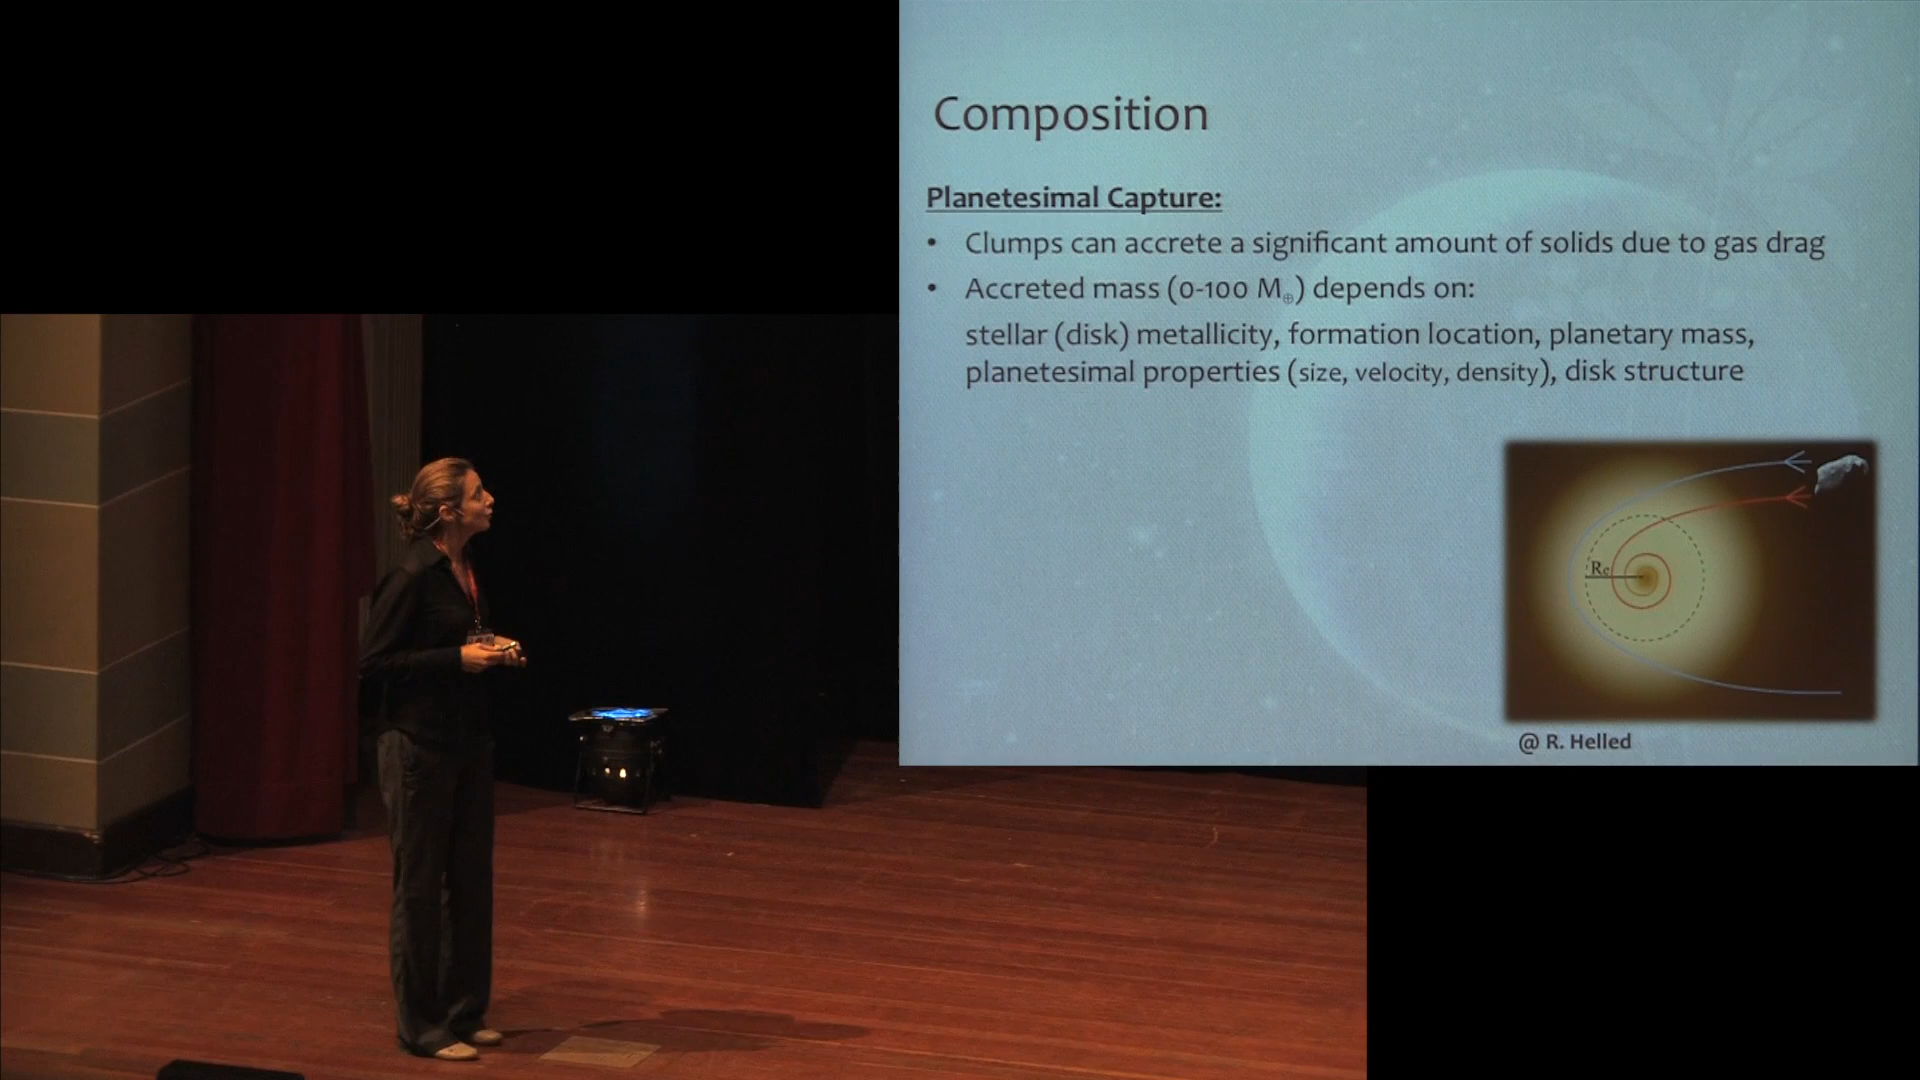 Composition
Planetesimal Capture:
• Clumps can accrete a significant amount of solids due to gas drag
• Accreted mass (0-100 M⊕) depends on:
stellar (disk) metallicity, formation location, planetary mass,
planetesimal properties (size, velocity, density), disk structure
Rc
@ R. Helled